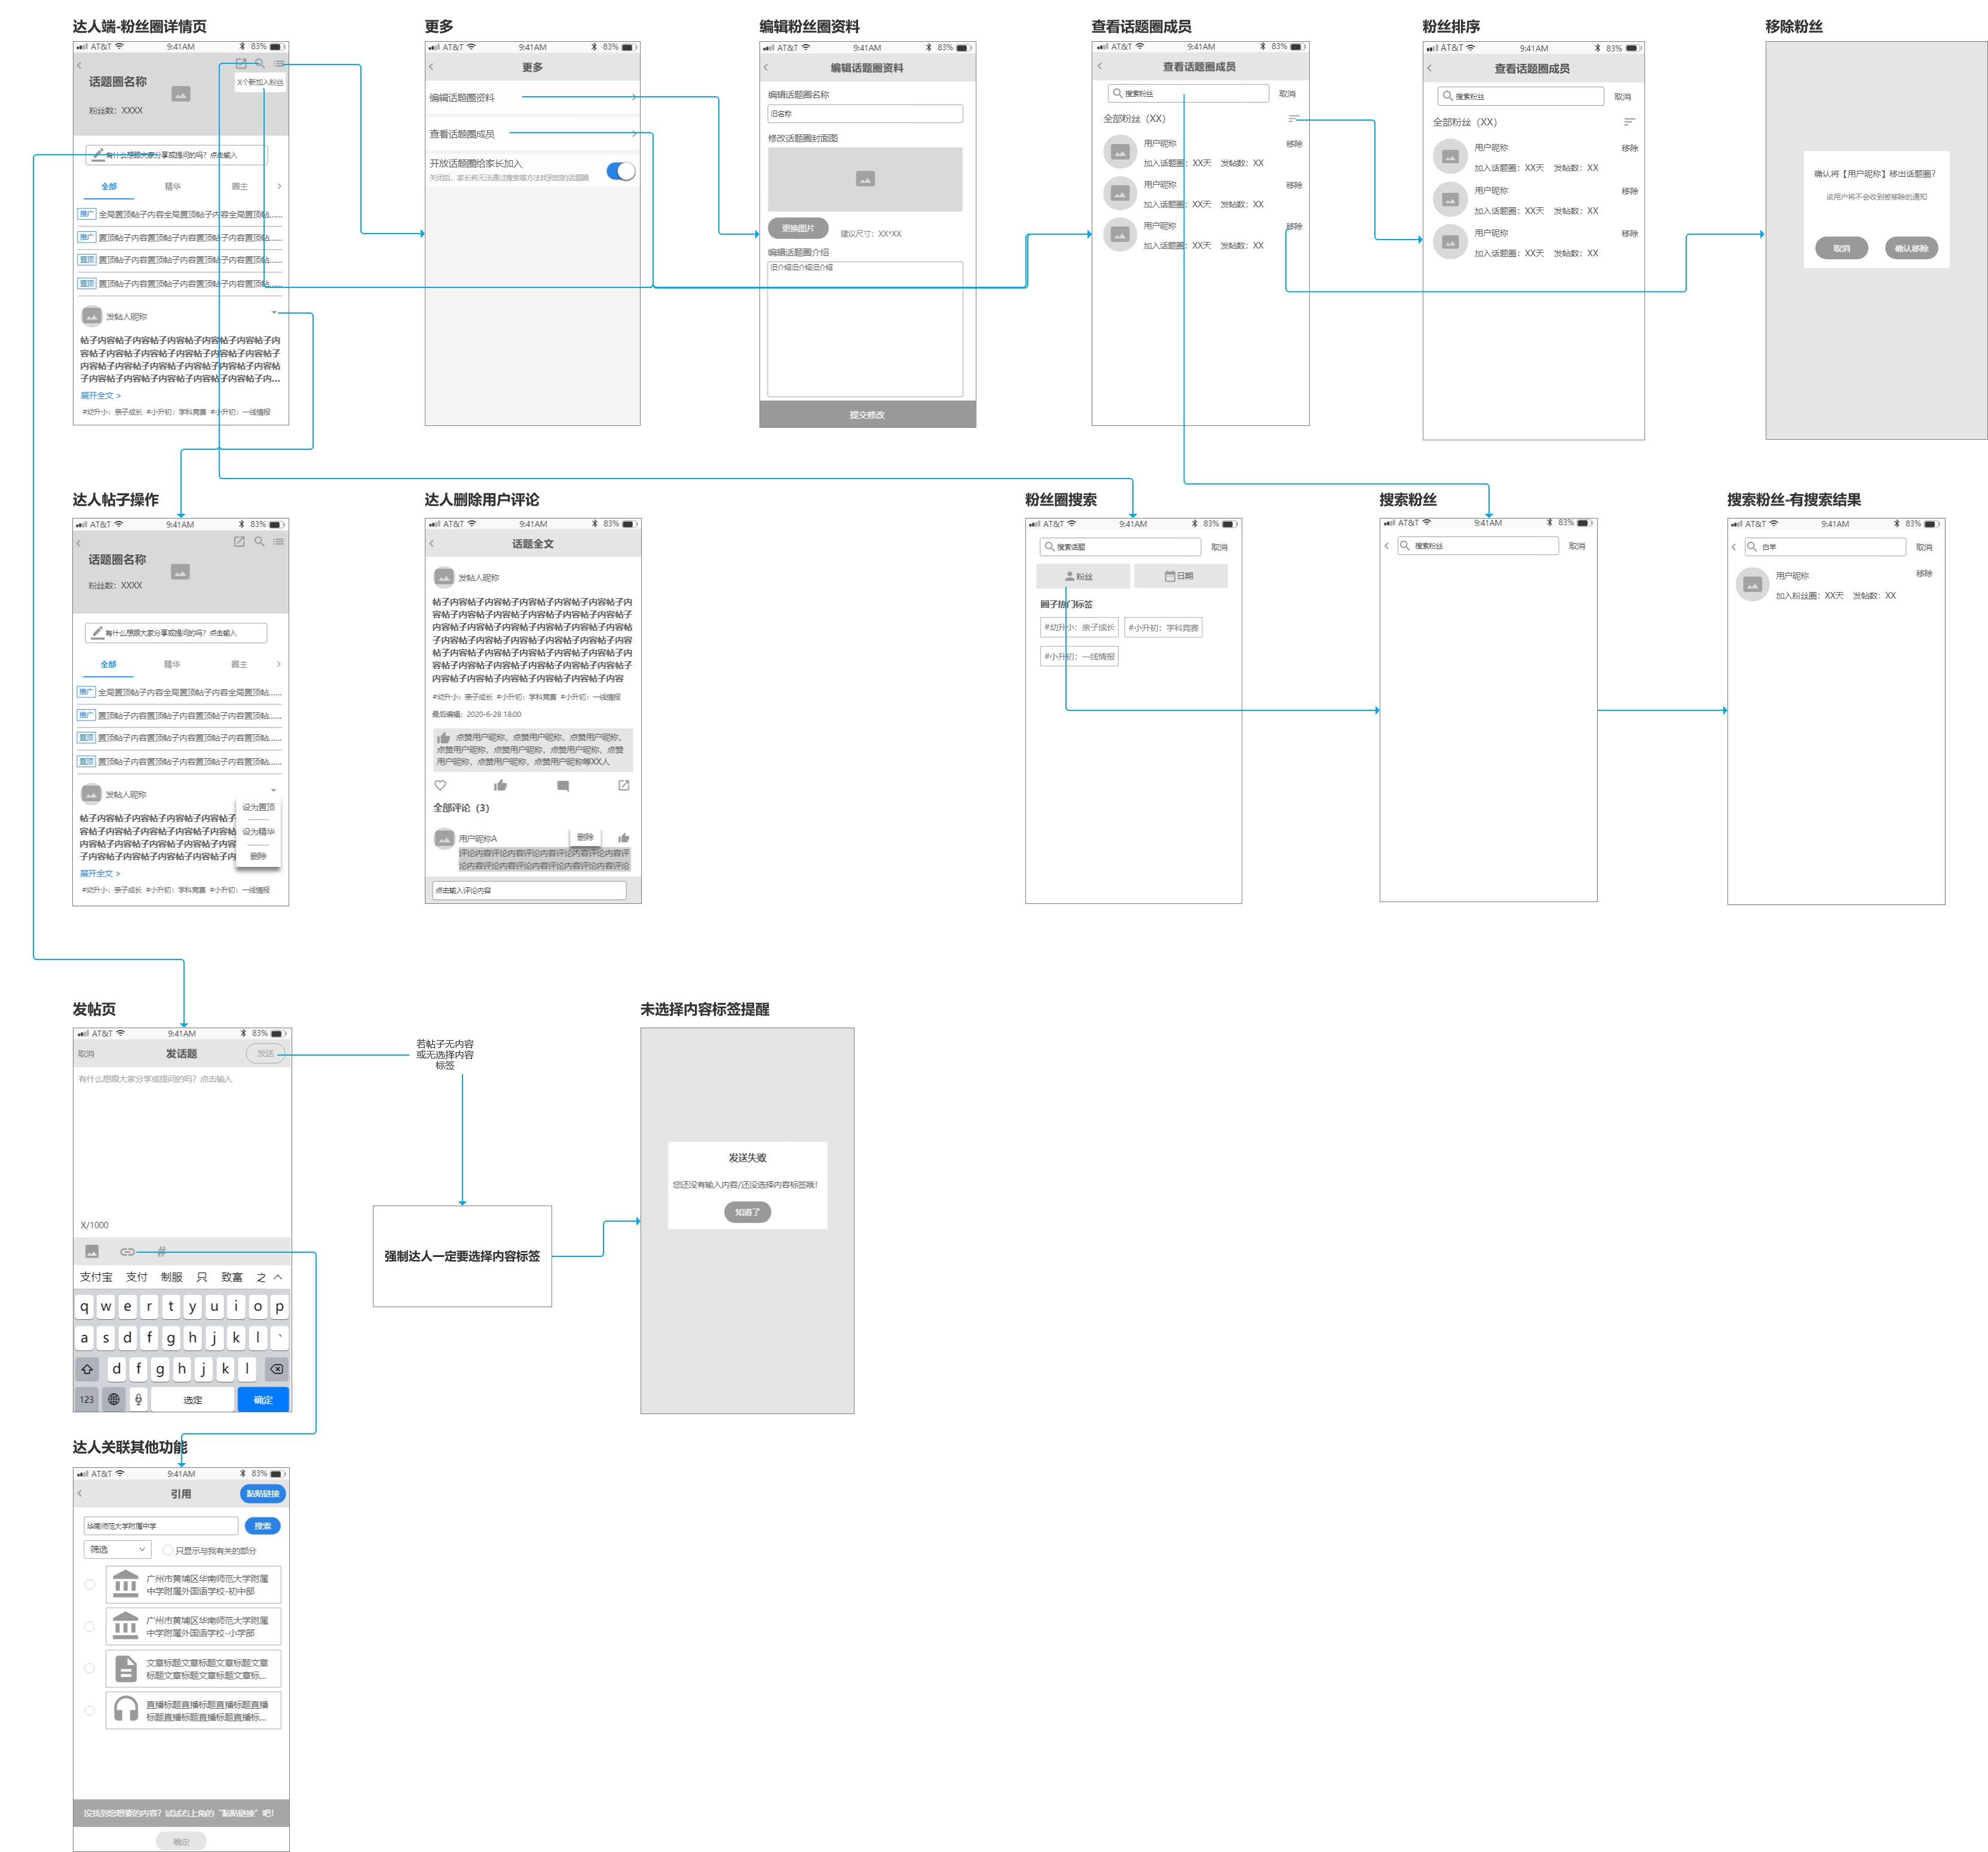 达人端-粉丝圈详情页
AT&T 9:41AM 83%
X个新加入粉丝
话题圈名称
粉丝数：XXXX
有什么想跟大家分享或提问的吗？点击输入
全部 精华 圈主
推广 全局置顶帖子内容全局置顶帖子内容全局置顶帖......
推广 置顶帖子内容置顶帖子内容置顶帖子内容置顶帖......
置顶 置顶帖子内容置顶帖子内容置顶帖子内容置顶帖......
置顶 置顶帖子内容置顶帖子内容置顶帖子内容置顶帖......
发帖人昵称
帖子内容帖子内容帖子内容帖子内容帖子内容帖子内
容帖子内容帖子内容帖子内容帖子内容帖子内容帖子
内容帖子内容帖子内容帖子内容帖子内容帖子内容帖
子内容帖子内容帖子内容帖子内容帖子内容帖子内...
展开全文 >
#幼升小：亲子成长 #小升初：学科竞赛 #小升初：一线情报
更多
AT&T 9:41AM 83%
更多
编辑话题圈资料
查看话题圈成员
开放话题圈给家长加入
关闭后，家长将无法通过搜索等方法找到您的话题圈
编辑粉丝圈资料
AT&T 9:41AM 83%
编辑话题圈资料
编辑话题圈名称
旧名称
修改话题圈封面图
更换图片 建议尺寸：XX*XX
编辑话题圈介绍
旧介绍旧介绍旧介绍
提交修改
查看话题圈成员
AT&T 9:41AM 83%
查看话题圈成员
搜索粉丝 取消
全部粉丝（XX）
用户昵称 移除
加入话题圈：XX天 发帖数：XX
用户昵称 移除
加入话题圈：XX天 发帖数：XX
用户昵称 移除
加入话题圈：XX天 发帖数：XX
粉丝排序
AT&T 9:41AM 83%
查看话题圈成员
搜索粉丝 取消
全部粉丝（XX）
用户昵称 移除
加入话题圈：XX天 发帖数：XX
用户昵称 移除
加入话题圈：XX天 发帖数：XX
用户昵称 移除
加入话题圈：XX天 发帖数：XX
移除粉丝
确认将【用户昵称】移出话题圈？
该用户将不会收到被移除的通知
取消 确认移除
达人帖子操作
AT&T 9:41AM 83%
话题圈名称
粉丝数：XXXX
有什么想跟大家分享或提问的吗？点击输入
全部 精华 圈主
推广 全局置顶帖子内容全局置顶帖子内容全局置顶帖......
推广 置顶帖子内容置顶帖子内容置顶帖子内容置顶帖......
置顶 置顶帖子内容置顶帖子内容置顶帖子内容置顶帖......
置顶 置顶帖子内容置顶帖子内容置顶帖子内容置顶帖......
发帖人昵称
设为置顶
设为精华
删除
帖子内容帖子内容帖子内容帖子内容帖子
容帖子内容帖子内容帖子内容帖子内容
内容帖子内容帖子内容帖子内容帖子内
子内容帖子内容帖子内容帖子内容帖子内
展开全文 >
#幼升小：亲子成长 #小升初：学科竞赛 #小升初：一线情报
达人删除用户评论
AT&T 9:41AM 83%
话题全文
发帖人昵称
帖子内容帖子内容帖子内容帖子内容帖子内容帖子内
容帖子内容帖子内容帖子内容帖子内容帖子内容帖子
内容帖子内容帖子内容帖子内容帖子内容帖子内容帖
子内容帖子内容帖子内容帖子内容帖子内容帖子内容
帖子内容帖子内容帖子内容帖子内容帖子内容帖子内
容帖子内容帖子内容帖子内容帖子内容帖子内容帖子
内容帖子内容帖子内容帖子内容帖子内容帖子内容
#幼升小：亲子成长 #小升初：学科竞赛 #小升初：一线情报
最后编辑：2020-6-28 18:00
点赞用户昵称，点赞用户昵称，点赞用户昵称，
点赞用户昵称，点赞用户昵称，点赞用户昵称，点赞
用户昵称，点赞用户昵称，点赞用户昵称等XX人
全部评论（3）
用户昵称A 删除
评论内容评论内容评论内容评论内容评论内容评
论内容评论内容评论内容评论内容评论内容评论
点击输入评论内容
粉丝圈搜索
AT&T 9:41AM 83%
搜索话题 取消
粉丝 日期
圈子热门标签
#幼升小：亲子成长 #小升初：学科竞赛
#小升初：一线情报
搜索粉丝
AT&T 9:41AM 83%
搜索粉丝 取消
搜索粉丝-有搜索结果
AT&T 9:41AM 83%
白羊 取消
用户昵称 移除
加入粉丝圈：XX天 发帖数：XX
发帖页
AT&T 9:41AM 83%
取消 发话题 发送
有什么想跟大家分享或提问的吗？点击输入
X/1000
#
支付宝 支付 制服 只 致富 之
q w e r t y u i o p
a s d f g h j k l `
d f g h j k l
123 选定 确定
若帖子无内容
或无选择内容
标签
强制达人一定要选择内容标签
未选择内容标签提醒
发送失败
您还没有输入内容/还没选择内容标签哦！
知道了
达人关联其他功能
AT&T 9:41AM 83%
引用 黏贴链接
华南师范大学附属中学 搜索
筛选 只显示与我有关的部分
广州市黄埔区华南师范大学附属
中学附属外国语学校-初中部
广州市黄埔区华南师范大学附属
中学附属外国语学校-小学部
文章标题文章标题文章标题文章
标题文章标题文章标题文章标...
直播标题直播标题直播标题直播
标题直播标题直播标题直播标...
没找到您想要的内容？试试右上角的“黏贴链接”吧！
确定